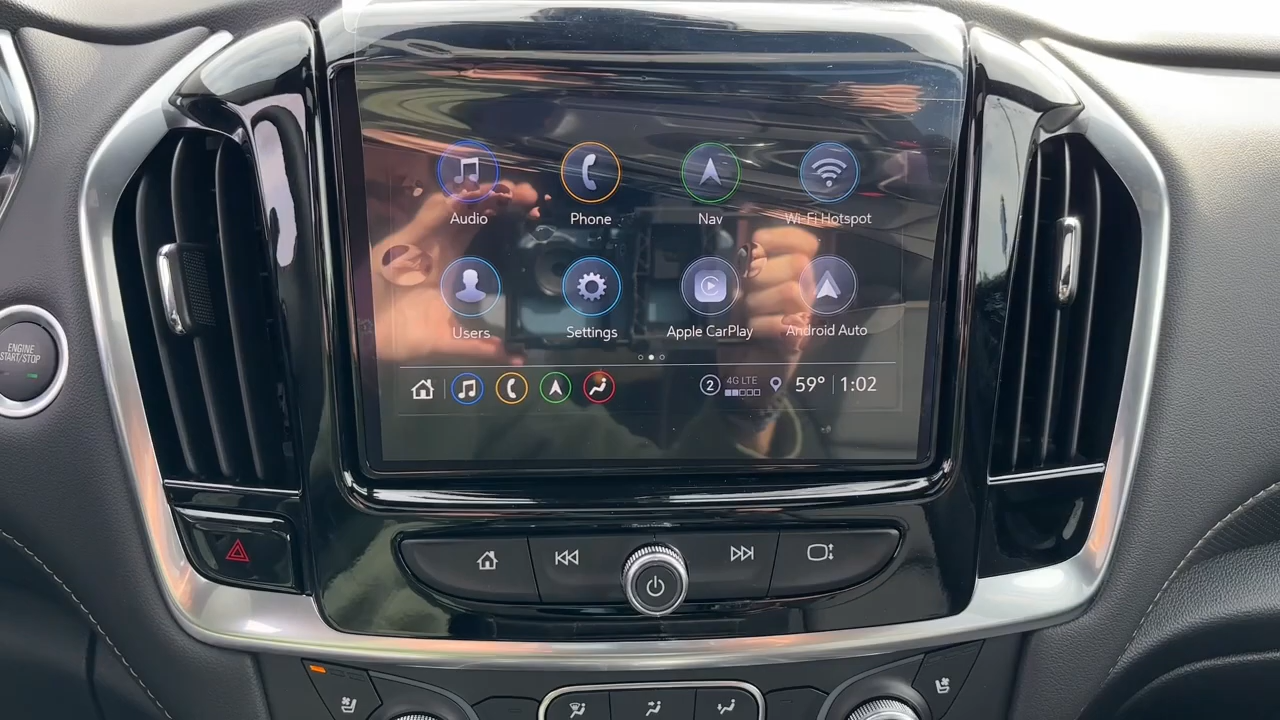 Audio
Phone
Nav
Wi-Fi Hotspot
Users
Settings
Apple CarPlay
Android Auto
2
4G LTE
59°
1:02
ENGINE
START/STOP